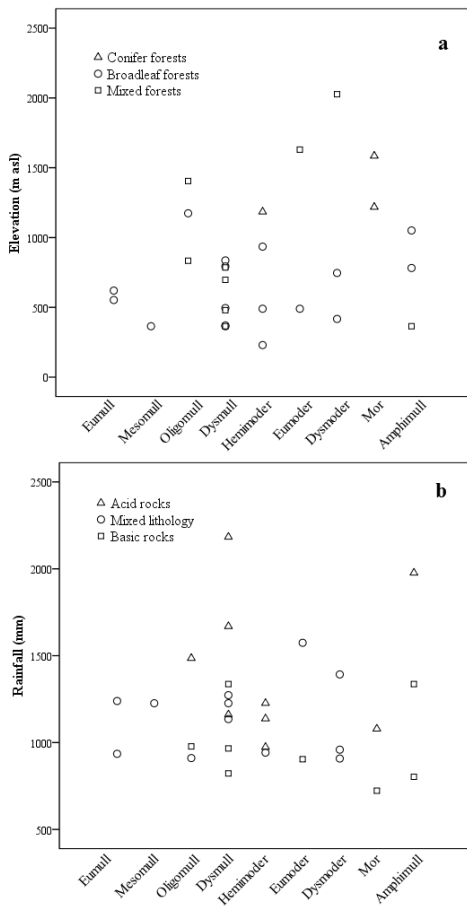 a
Conifer forests
Broadleaf forests
Mixed forests
Elevation (m asl)
2500
2000
1500
1000
500
0
Eumull
Mesomull
Oligomull
Dysmull
Hemimoder
Eumoder
Dysmoder
Mor
Amphimull
b
Acid rocks
Mixed lithology
Basic rocks
Rainfall (mm)
2500
2000
1500
1000
500
Eumull
Mesomull
Oligomull
Dysmull
Hemimoder
Eumoder
Dysmoder
Mor
Amphimull